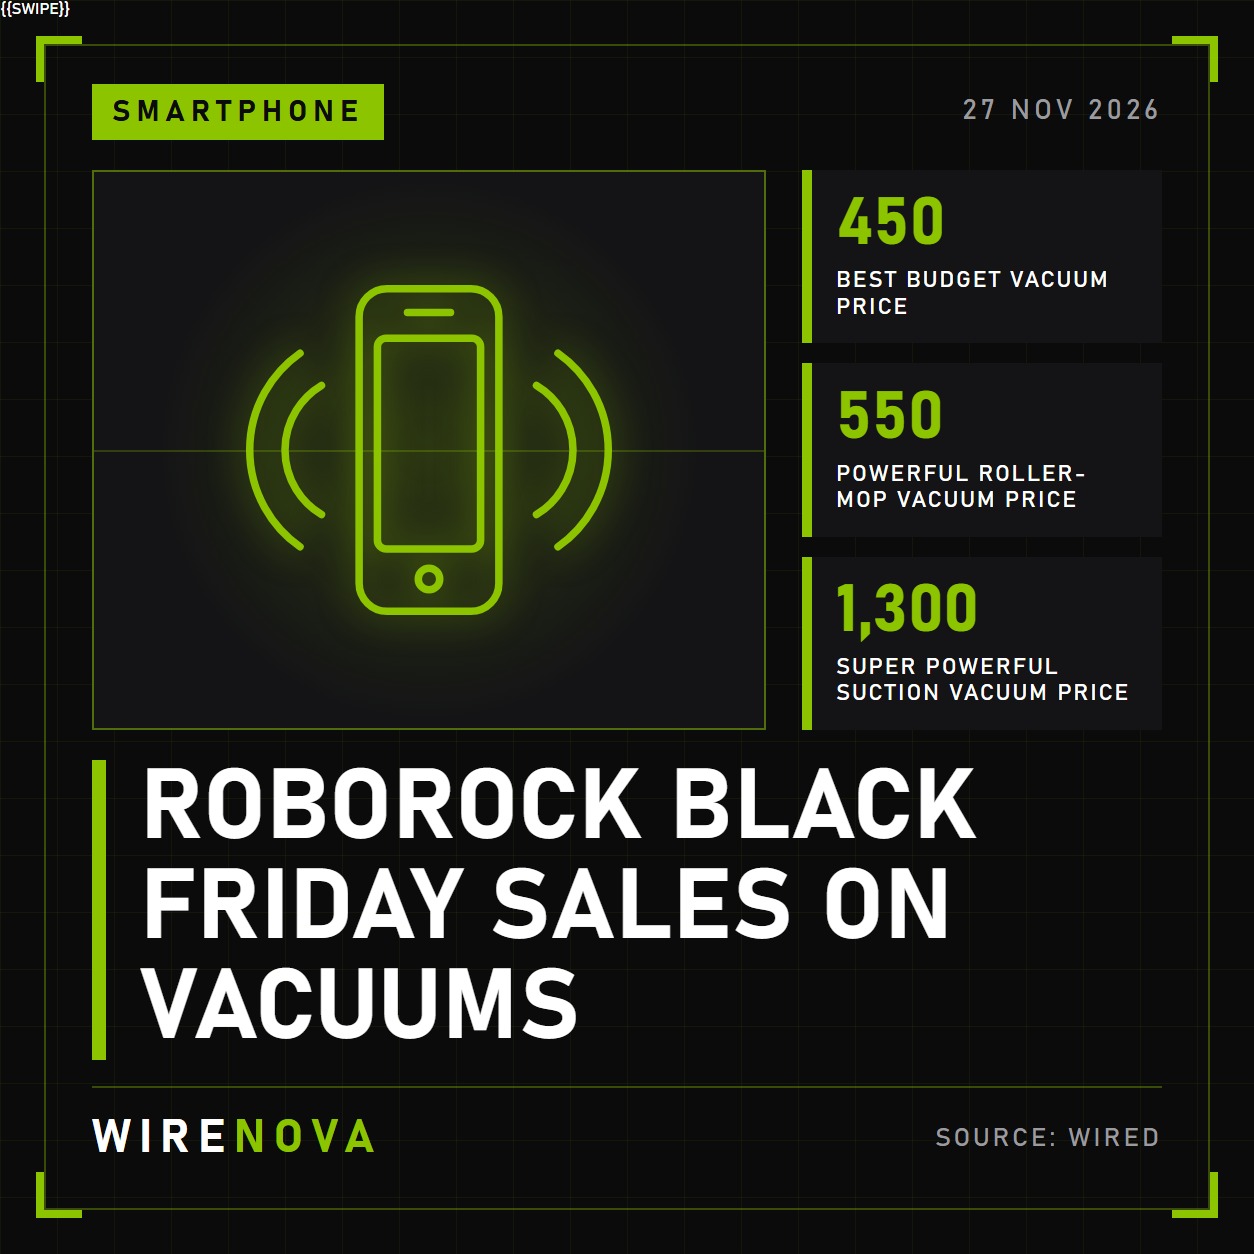 {{SWIPE}}
SMARTPHONE
27 NOV 2026
450
BEST BUDGET VACUUM
PRICE
550
POWERFUL ROLLER-
MOP VACUUM PRICE
1,300
SUPER POWERFUL
SUCTION VACUUM PRICE
ROBOROCK BLACK
FRIDAY SALES ON
VACUUMS
WIRENOVA
SOURCE: WIRED